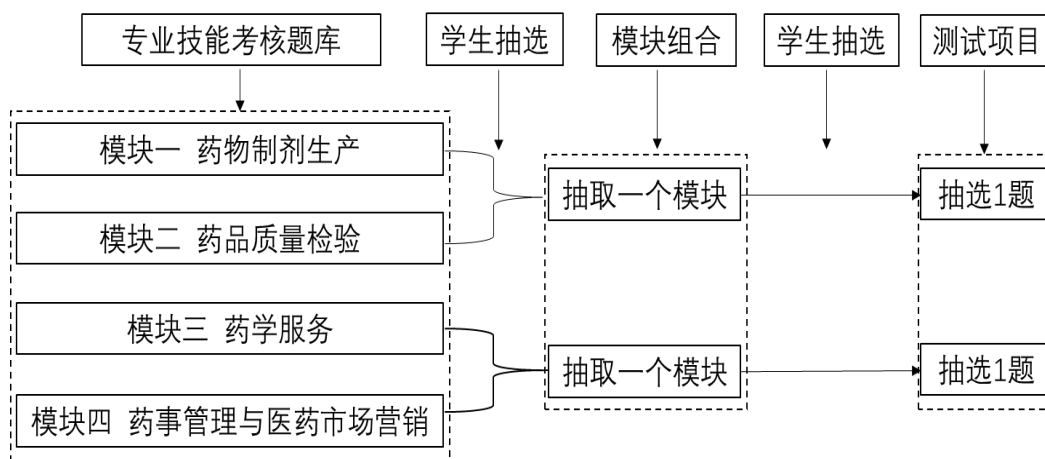 专业技能考核题库
学生抽选
模块组合
学生抽选
测试项目
模块一 药物制剂生产
模块二 药品质量检验
抽取一个模块
抽选1题
模块三 药学服务
模块四 药事管理与医药市场营销
抽取一个模块
抽选1题